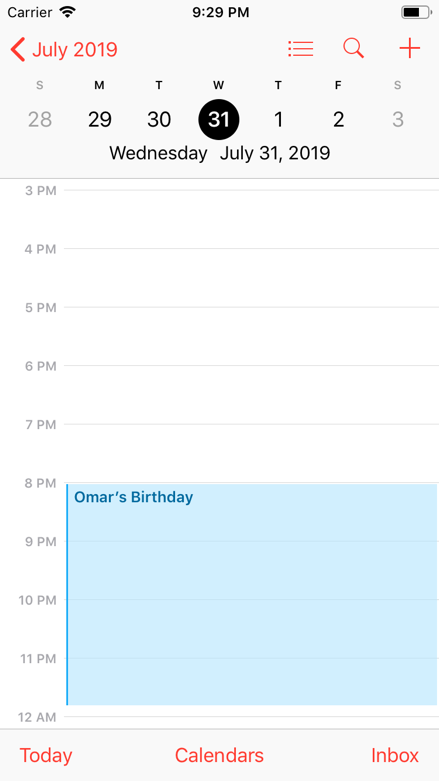 Carrier 9:29 PM
July 2019
S M T W T F S
28 29 30 31 1 2 3
Wednesday July 31, 2019
3 PM
4 PM
5 PM
6 PM
7 PM
8 PM
Omar’s Birthday
9 PM
10 PM
11 PM
12 AM
Today Calendars Inbox